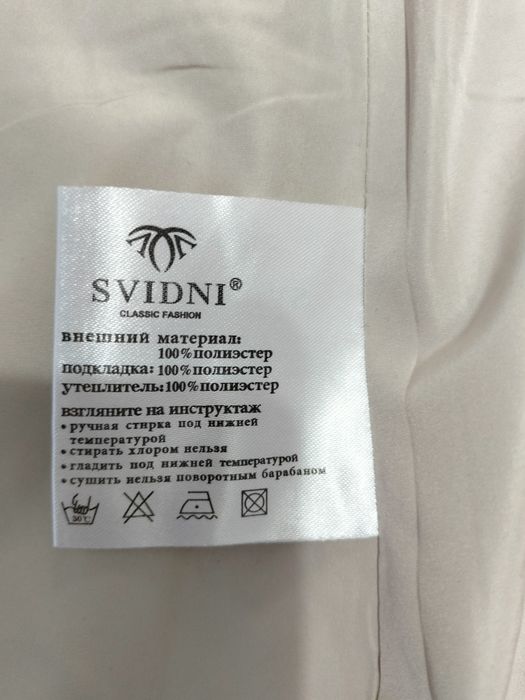 SVIDNI®
CLASSIC FASHION
внешний материал:
100%полиэстер
подкладка: 100%полиэстер
утеплитель:100%полиэстер
взгляните на инструктаж
• ручная стирка под нижней
температурой
• стирать хлором нельзя
• гладить под нижней температурой
• сушить нельзя поворотным барабаном
30℃